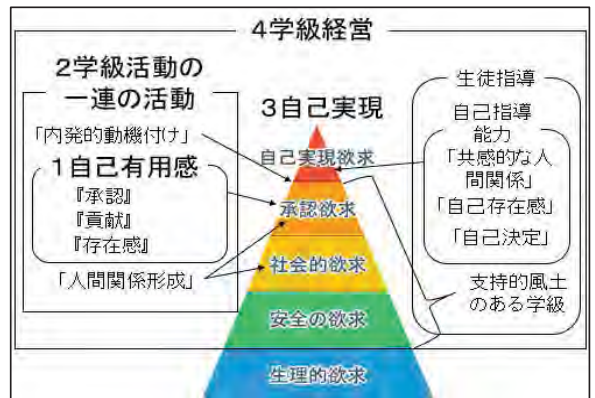 4学級経営
2学級活動の
一連の活動
「内発的動機付け」
1自己有用感
『承認』
『貢献』
『存在感』
「人間関係形成」
3自己実現
自己実現欲求
承認欲求
社会的欲求
安全の欲求
生理的欲求
生徒指導
自己指導
能力
「共感的な人
間関係」
「自己存在感」
「自己決定」
支持的風土
のある学級